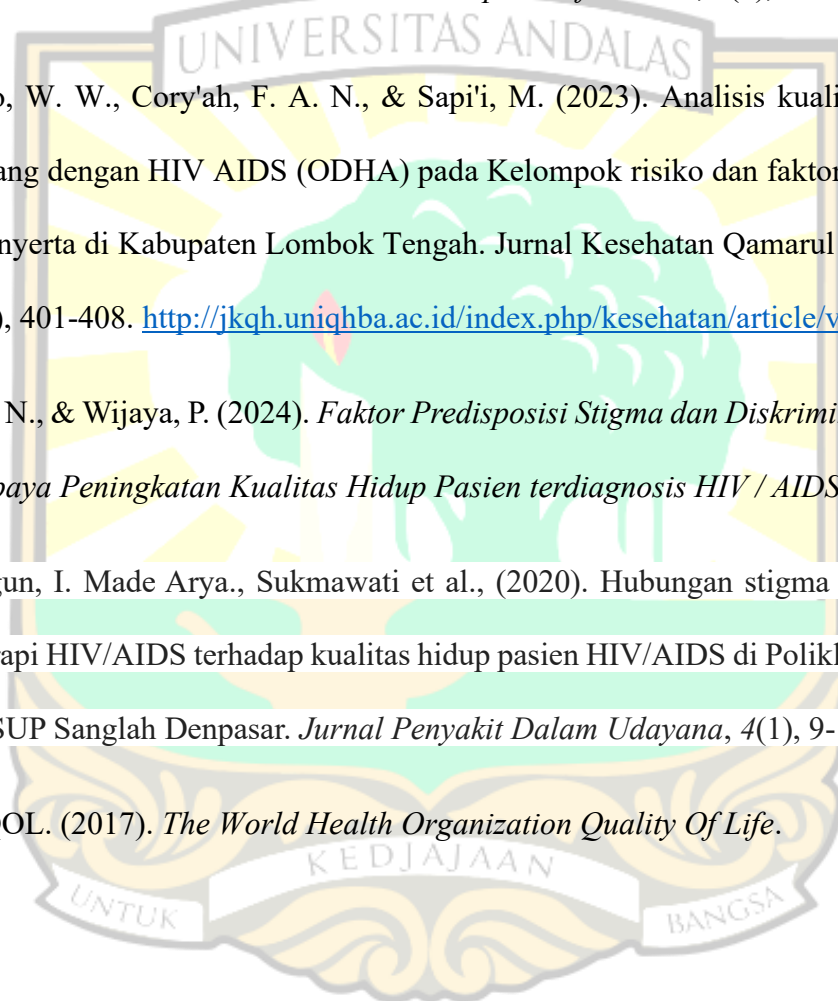 UNIVERSITAS ANDALAS
, W. W., Cory'ah, F. A. N., & Sapi'i, M. (2023). Analisis kuali
ang dengan HIV AIDS (ODHA) pada Kelompok risiko dan faktor
nyerta di Kabupaten Lombok Tengah. Jurnal Kesehatan Qamarul
), 401-408. http://jkqh.uniqhba.ac.id/index.php/kesehatan/article/v
N., & Wijaya, P. (2024). Faktor Predisposisi Stigma dan Diskrimi
paya Peningkatan Kualitas Hidup Pasien terdiagnosis HIV / AIDS
gun, I. Made Arya., Sukmawati et al., (2020). Hubungan stigma
rapi HIV/AIDS terhadap kualitas hidup pasien HIV/AIDS di Polikl
SUP Sanglah Denpasar. Jurnal Penyakit Dalam Udayana, 4(1), 9-
OL. (2017). The World Health Organization Quality Of Life.
KEDJAJAAN
UNTUK BANGSA